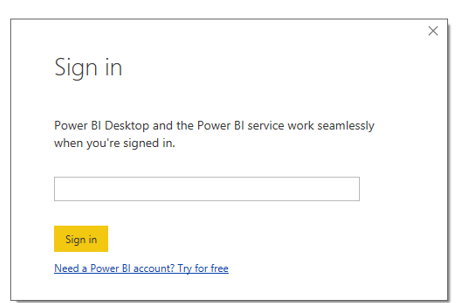 Sign in
Power BI Desktop and the Power BI service work seamlessly
when you're signed in.
Sign in
Need a Power BI account? Try for free